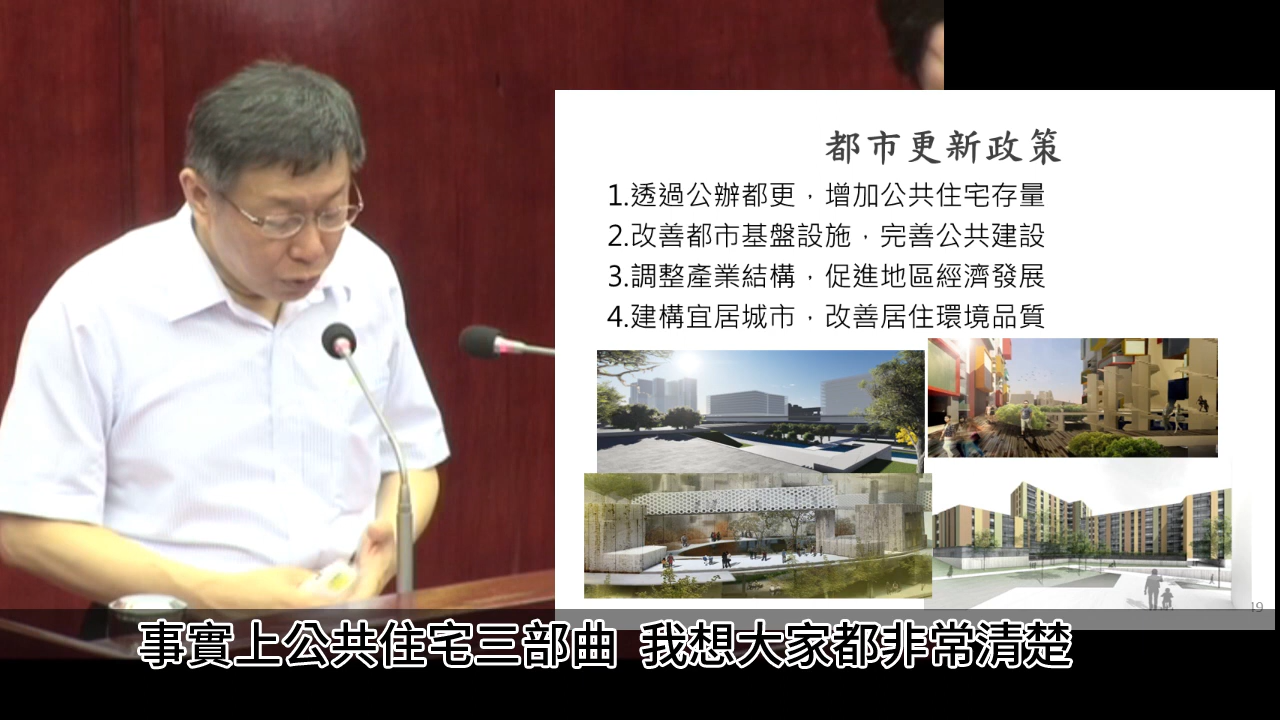 都市更新政策
1.透過公辦都更，增加公共住宅存量
2.改善都市基盤設施，完善公共建設
3.調整產業結構，促進地區經濟發展
4.建構宜居城市，改善居住環境品質
19
事實上公共住宅三部曲 我想大家都非常清楚